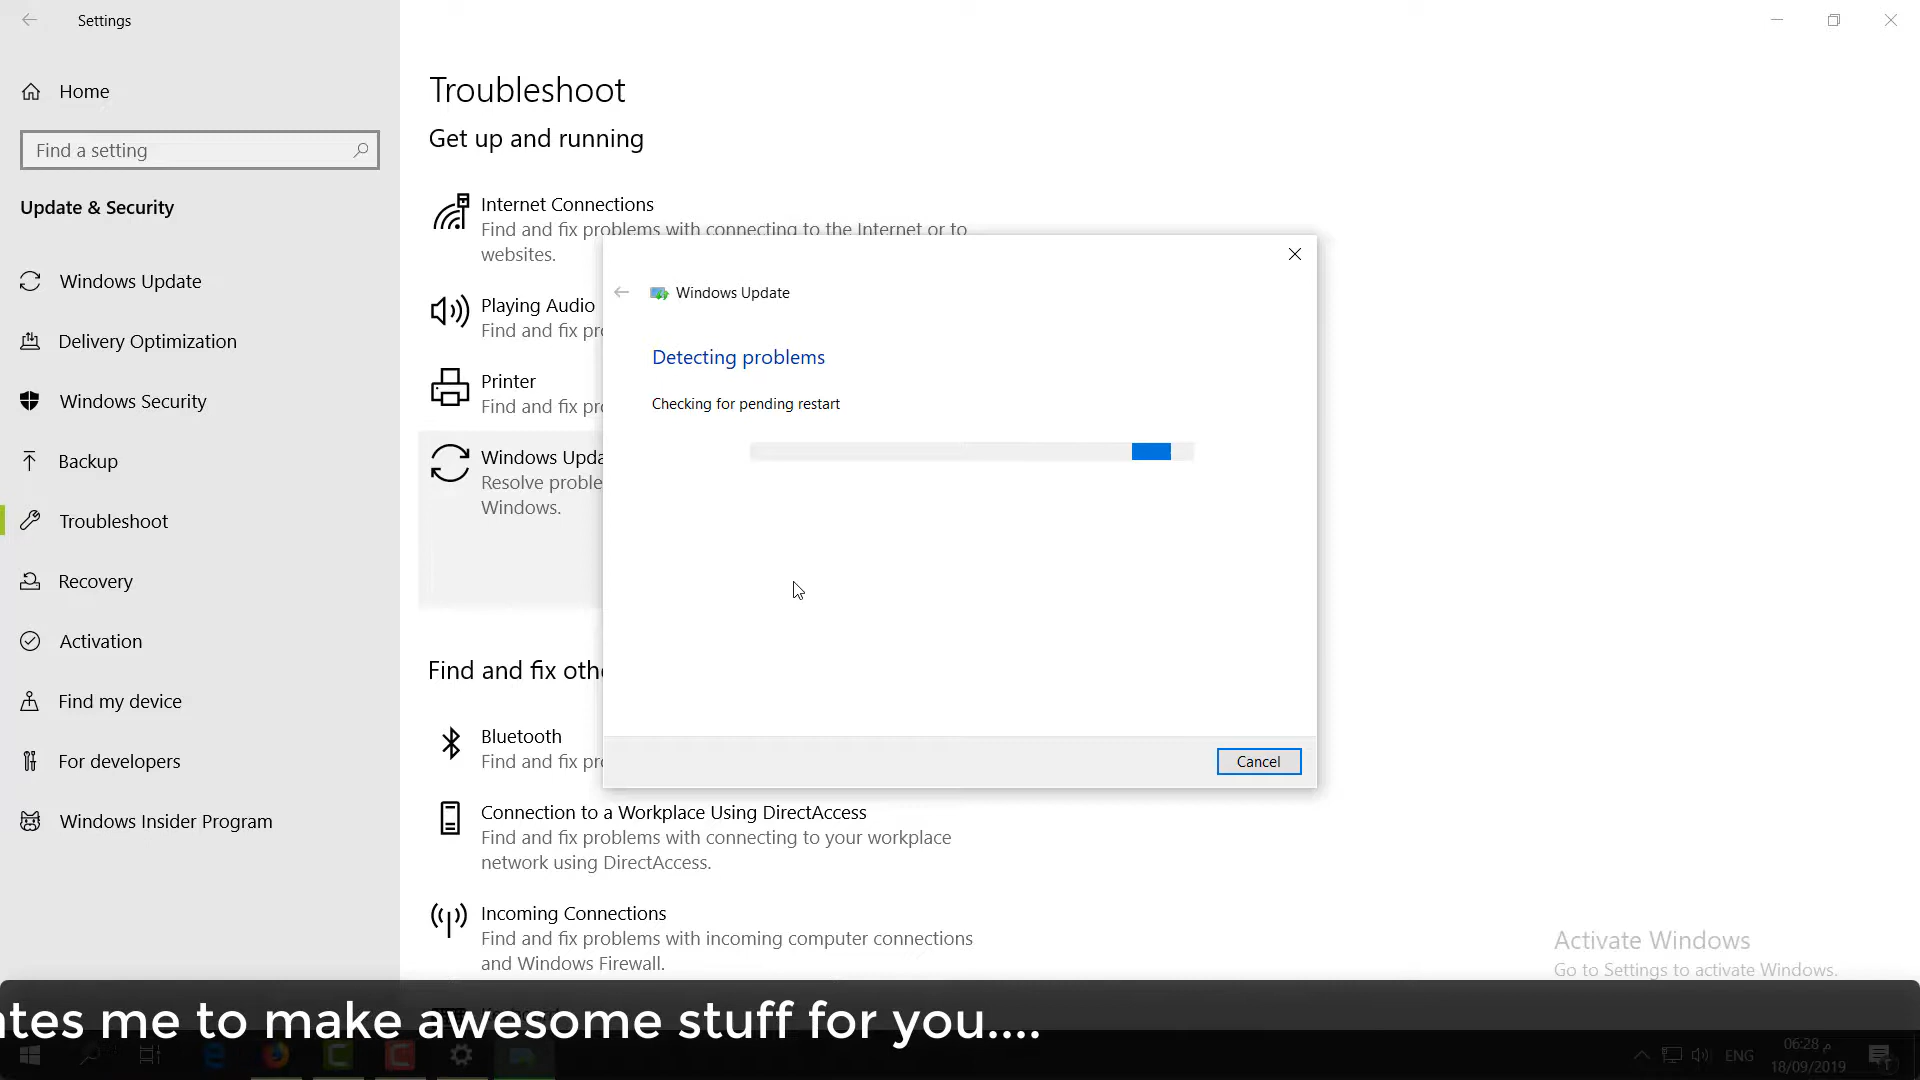 Settings
Home
Find a setting
Update & Security
Windows Update
Delivery Optimization
Windows Security
Backup
Troubleshoot
Recovery
Activation
Find my device
For developers
Windows Insider Program
Troubleshoot
Get up and running
Internet Connections
Find and fix problems with connecting to the Internet or to
websites.
Playing Audio
Find and fix pr
Printer
Find and fix pr
Windows Upda
Resolve proble
Windows.
Find and fix oth
Bluetooth
Find and fix pr
Connection to a Workplace Using DirectAccess
Find and fix problems with connecting to your workplace
network using DirectAccess.
Incoming Connections
Find and fix problems with incoming computer connections
and Windows Firewall.
Windows Update
Detecting problems
Checking for pending restart
Cancel
Activate Windows
Go to Settings to activate Windows.
ates me to make awesome stuff for you....
ENG
06:28 م
18/09/2019